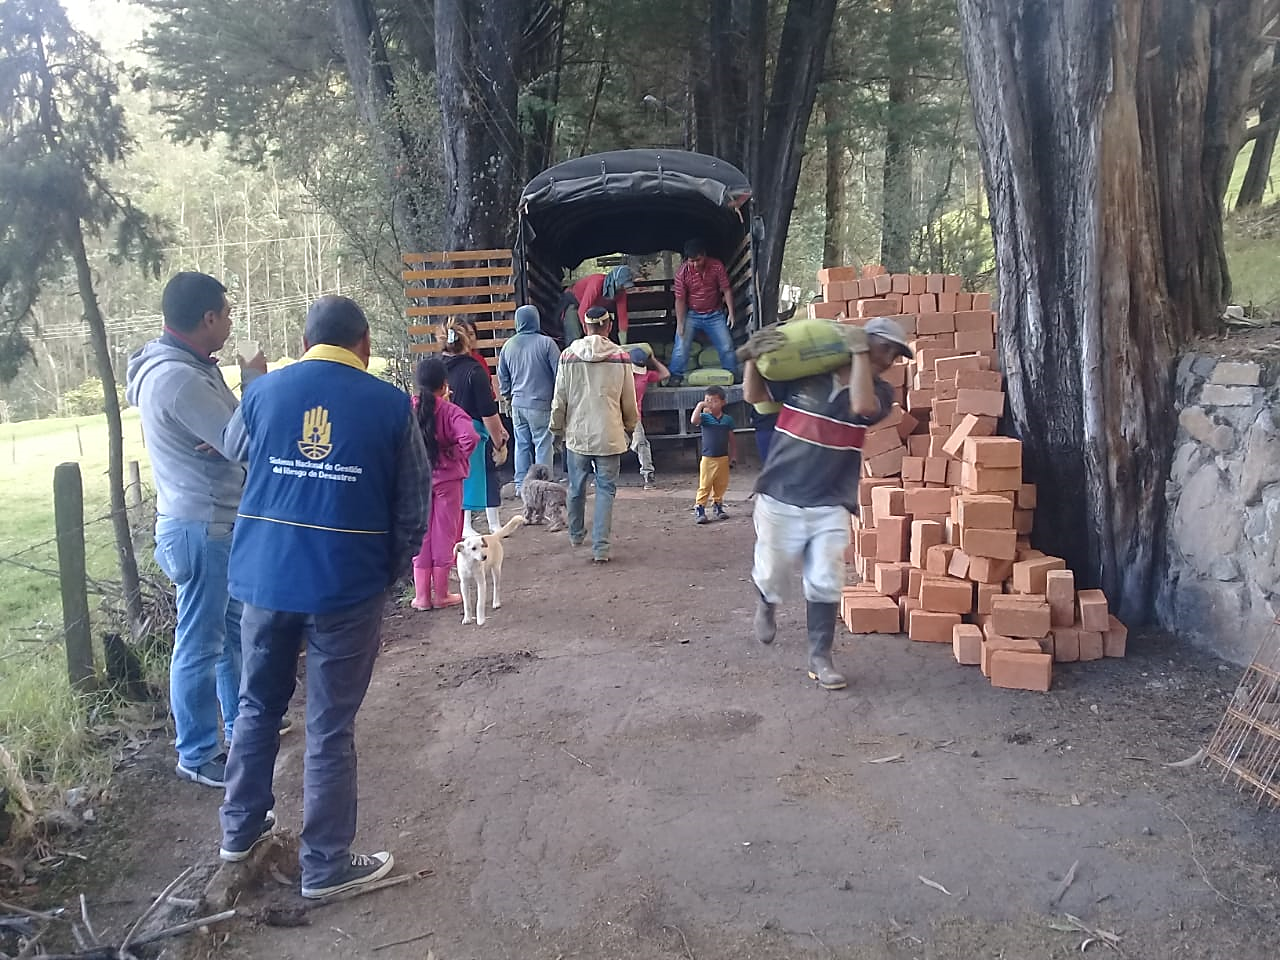 Sistema Nacional de Gestión
del Riesgo de Desastres